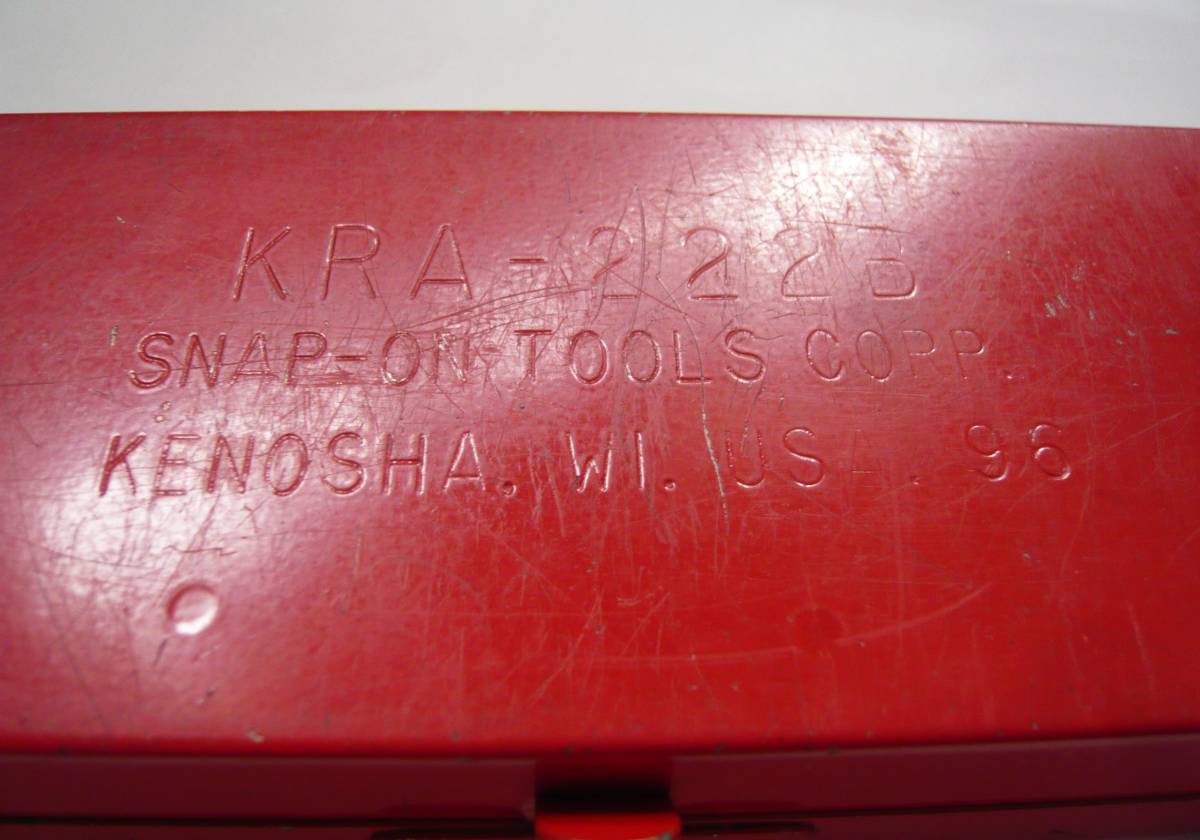 KRA-222B
SNAP-ON TOOLS CORP.
KENOSHA, WI. USA. 96